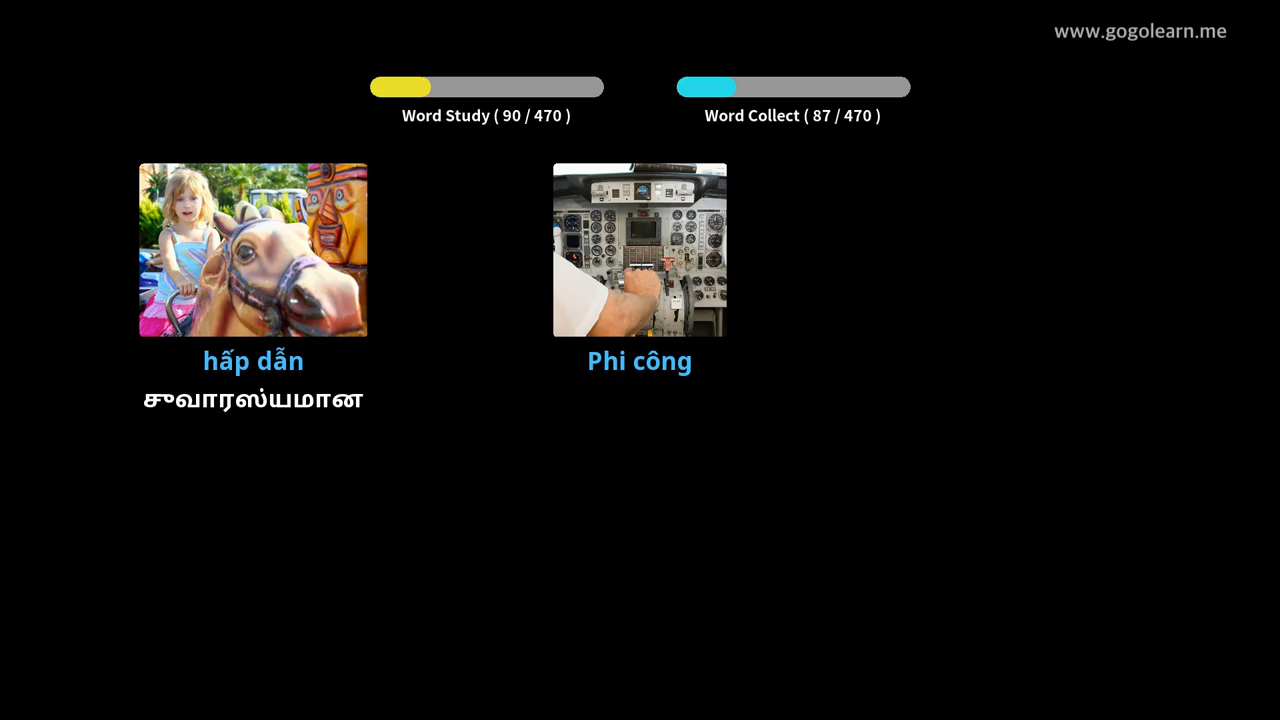 www.gogolearn.me
Word Study ( 90 / 470 )
Word Collect ( 87 / 470 )
hấp dẫn
Phi công
சுவாரஸ்யமான